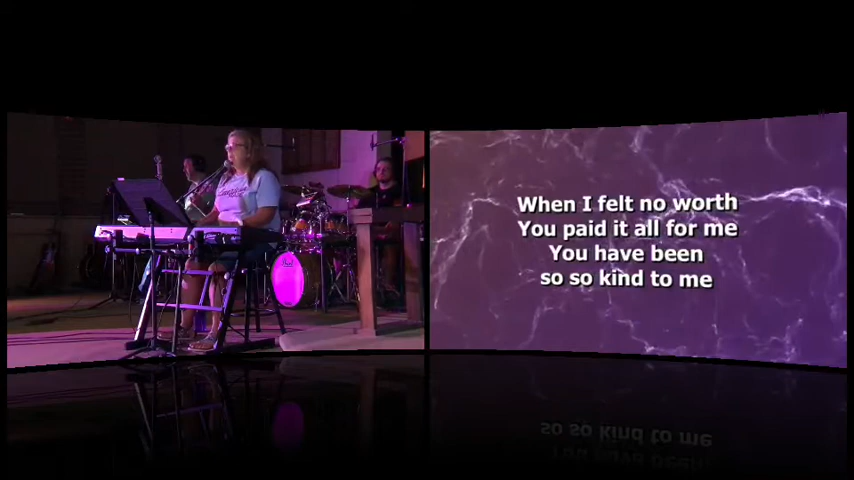 When I felt no worth
You paid it all for me
You have been
so so kind to me